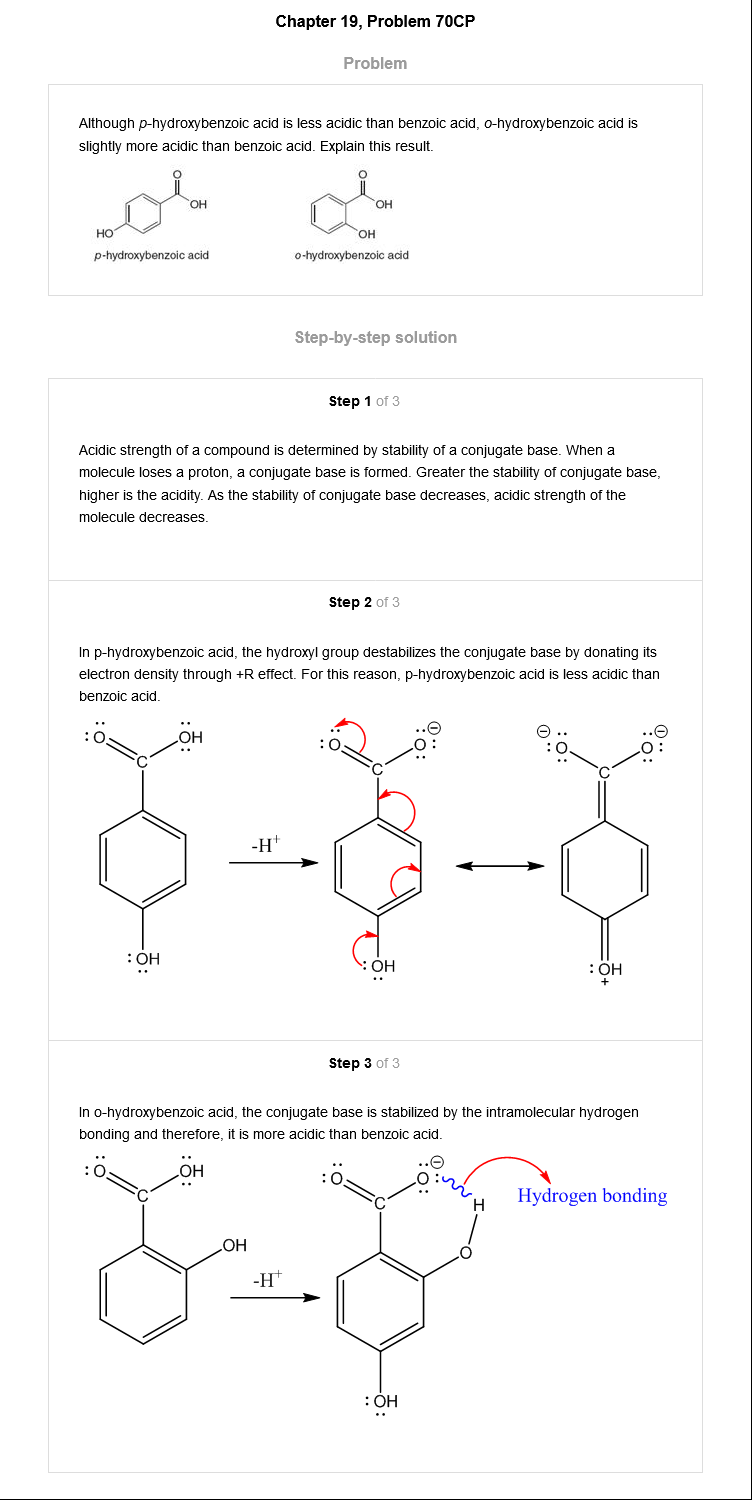 Chapter 19, Problem 70CP
Problem
Although p-hydroxybenzoic acid is less acidic than benzoic acid, o-hydroxybenzoic acid is
slightly more acidic than benzoic acid. Explain this result.
O
OH
HO
p-hydroxybenzoic acid
O
OH
OH
o-hydroxybenzoic acid
Step-by-step solution
Step 1 of 3
Acidic strength of a compound is determined by stability of a conjugate base. When a
molecule loses a proton, a conjugate base is formed. Greater the stability of conjugate base,
higher is the acidity. As the stability of conjugate base decreases, acidic strength of the
molecule decreases.
Step 2 of 3
In p-hydroxybenzoic acid, the hydroxyl group destabilizes the conjugate base by donating its
electron density through +R effect. For this reason, p-hydroxybenzoic acid is less acidic than
benzoic acid.
:O
OH
C
:OH
-H+
:O
O:
⊖
C
:OH
⊖
:O
O:
⊖
C
:OH
+
Step 3 of 3
In o-hydroxybenzoic acid, the conjugate base is stabilized by the intramolecular hydrogen
bonding and therefore, it is more acidic than benzoic acid.
:O
OH
C
OH
-H+
:O
O:
⊖
C
H
O
Hydrogen bonding
:OH